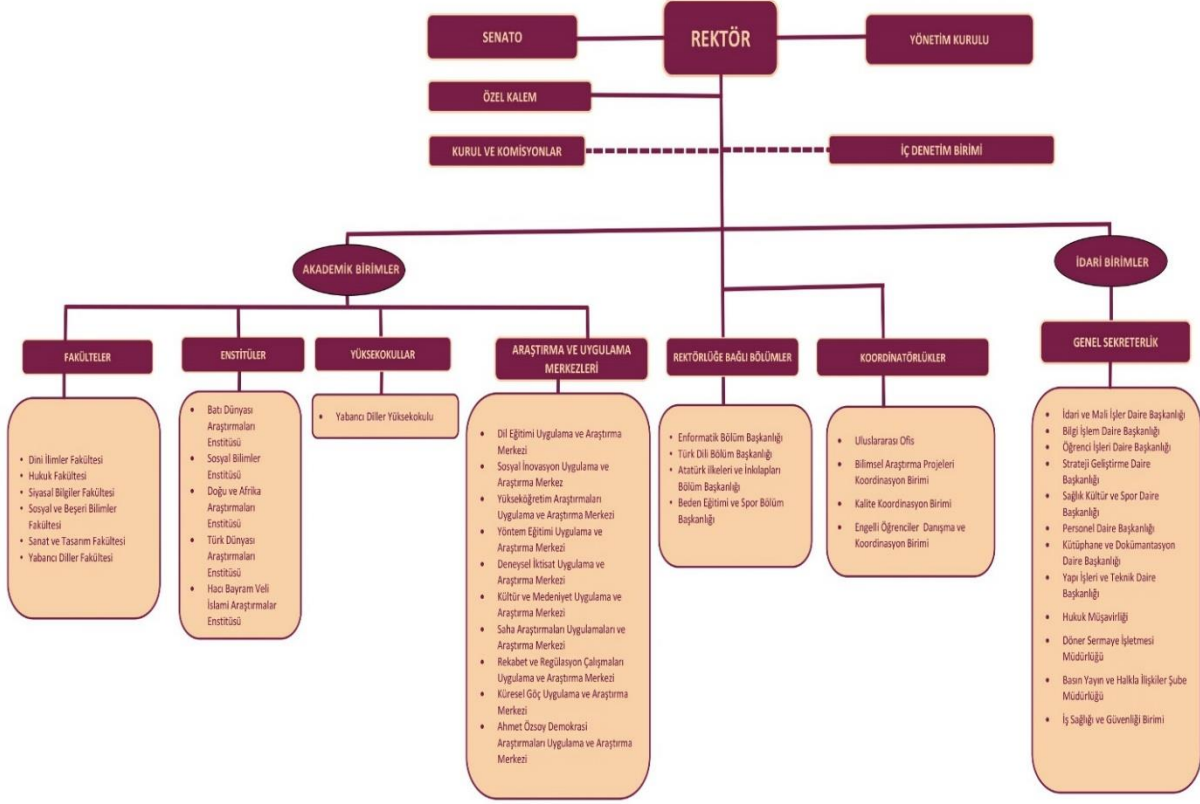 SENATO
REKTÖR
YÖNETİM KURULU
ÖZEL KALEM
KURUL VE KOMİSYONLAR
İÇ DENETİM BİRİMİ
AKADEMİK BİRİMLER
İDARİ BİRİMLER
FAKÜLTELER
• Dini İlimler Fakültesi
• Hukuk Fakültesi
• Siyasal Bilgiler Fakültesi
• Sosyal ve Beşeri Bilimler
Fakültesi
• Sanat ve Tasarım Fakültesi
• Yabancı Diller Fakültesi
ENSTİTÜLER
• Batı Dünyası
Araştırmaları
Enstitüsü
• Sosyal Bilimler
Enstitüsü
• Doğu ve Afrika
Araştırmaları
Enstitüsü
• Türk Dünyası
Araştırmaları
Enstitüsü
• Hacı Bayram Veli
İslami Araştırmalar
Enstitüsü
YÜKSEKOKULLAR
• Yabancı Diller Yüksekokulu
ARAŞTIRMA VE UYGULAMA
MERKEZLERİ
• Dil Eğitimi Uygulama ve Araştırma
Merkezi
• Sosyal İnovasyon Uygulama ve
Araştırma Merkez
• Yükseköğretim Araştırmaları
Uygulama ve Araştırma Merkezi
• Yöntem Eğitimi Uygulama ve
Araştırma Merkezi
• Deneysel İktisat Uygulama ve
Araştırma Merkezi
• Kültür ve Medeniyet Uygulama ve
Araştırma Merkezi
• Saha Araştırmaları Uygulamaları ve
Araştırma Merkezi
• Rekabet ve Regülasyon Çalışmaları
Uygulama ve Araştırma Merkezi
• Küresel Göç Uygulama ve Araştırma
Merkezi
• Ahmet Özsoy Demokrasi
Araştırmaları Uygulama ve Araştırma
Merkezi
REKTÖRLÜĞE BAĞLI BÖLÜMLER
• Enformatik Bölüm Başkanlığı
• Türk Dili Bölüm Başkanlığı
• Atatürk ilkeleri ve İnkılapları
Bölüm Başkanlığı
• Beden Eğitimi ve Spor Bölüm
Başkanlığı
KOORDİNATÖRLÜKLER
• Uluslararası Ofis
• Bilimsel Araştırma Projeleri
Koordinasyon Birimi
• Kalite Koordinasyon Birimi
• Engelli Öğrenciler Danışma ve
Koordinasyon Birimi
GENEL SEKRETERLİK
• İdari ve Mali İşler Daire Başkanlığı
• Bilgi İşlem Daire Başkanlığı
• Öğrenci İşleri Daire Başkanlığı
• Strateji Geliştirme Daire
Başkanlığı
• Sağlık Kültür ve Spor Daire
Başkanlığı
• Personel Daire Başkanlığı
• Kütüphane ve Dokümantasyon
Daire Başkanlığı
• Yapı İşleri ve Teknik Daire
Başkanlığı
• Hukuk Müşavirliği
• Döner Sermaye İşletmesi
Müdürlüğü
• Basın Yayın ve Halkla İlişkiler Şube
Müdürlüğü
• İş Sağlığı ve Güvenliği Birimi